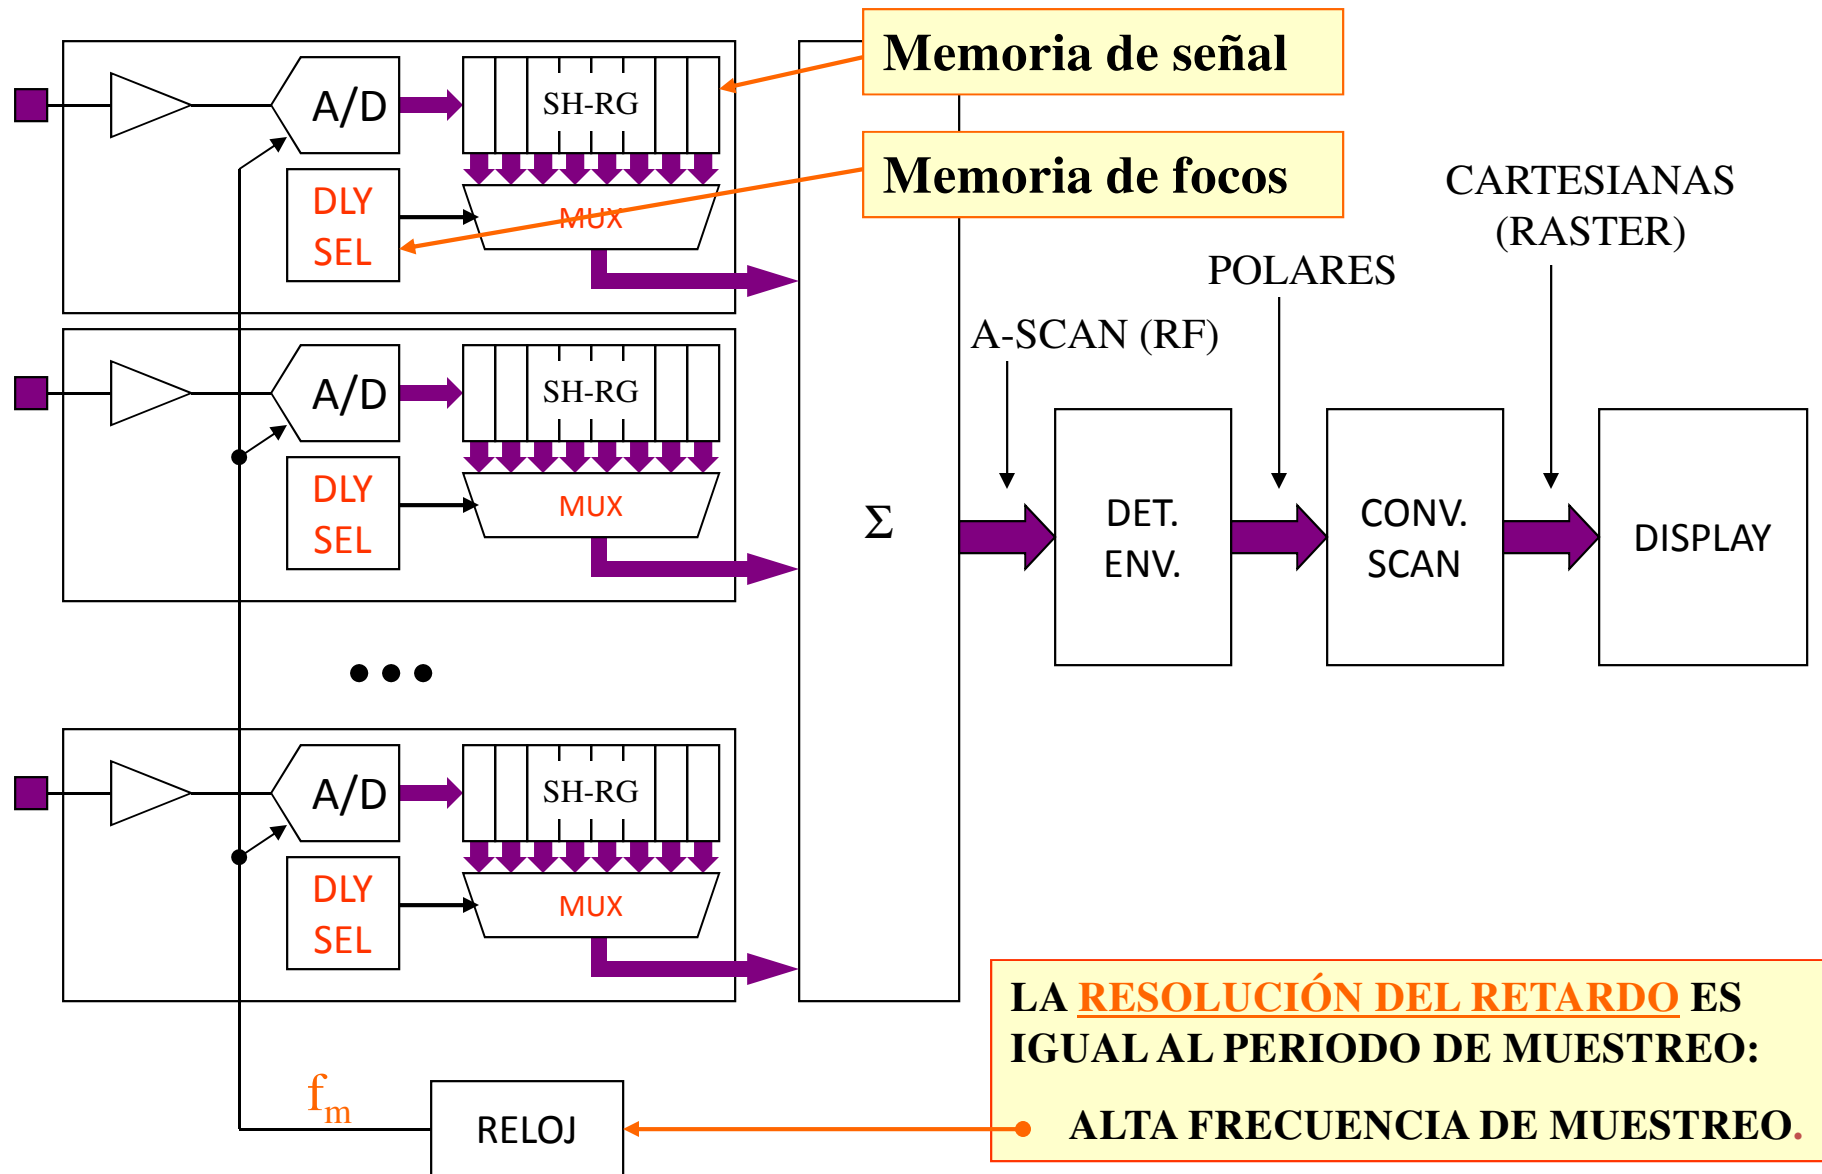 Memoria de señal
A/D
SH-RG
Memoria de focos
DLY
SEL
MUX
CARTESIANAS
(RASTER)
POLARES
A-SCAN (RF)
A/D
SH-RG
DLY
SEL
MUX
Σ
DET.
ENV.
CONV.
SCAN
DISPLAY
A/D
SH-RG
DLY
SEL
MUX
LA RESOLUCIÓN DEL RETARDO ES
IGUAL AL PERIODO DE MUESTREO:
ALTA FRECUENCIA DE MUESTREO.
fm
RELOJ